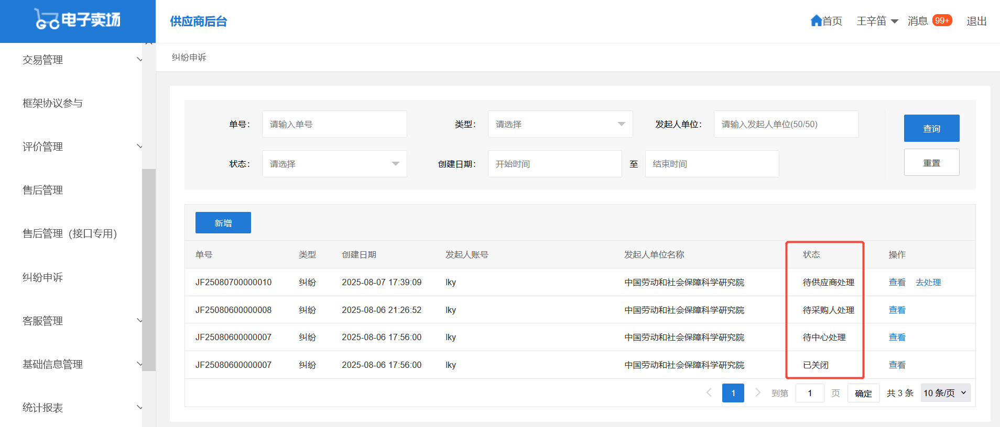 GO 电子卖场
供应商后台
首页 王辛笛 消息 99+ 退出
交易管理
框架协议参与
评价管理
售后管理
售后管理（接口专用）
纠纷申诉
客服管理
基础信息管理
统计报表
纠纷申诉
单号： 请输入单号 类型： 请选择 发起人单位： 请输入发起人单位(50/50) 查询
状态： 请选择 创建日期： 开始时间 至 结束时间 重置
新增
单号 类型 创建日期 发起人账号 发起人单位名称 状态 操作
JF25080700000010 纠纷 2025-08-07 17:39:09 lky 中国劳动和社会保障科学研究院 待供应商处理 查看 去处理
JF25080600000008 纠纷 2025-08-06 21:26:52 lky 中国劳动和社会保障科学研究院 待采购人处理 查看
JF25080600000007 纠纷 2025-08-06 17:56:00 lky 中国劳动和社会保障科学研究院 待中心处理 查看
JF25080600000007 纠纷 2025-08-06 17:56:00 lky 中国劳动和社会保障科学研究院 已关闭 查看
1 到第 1 页 确定 共 3 条 10 条/页